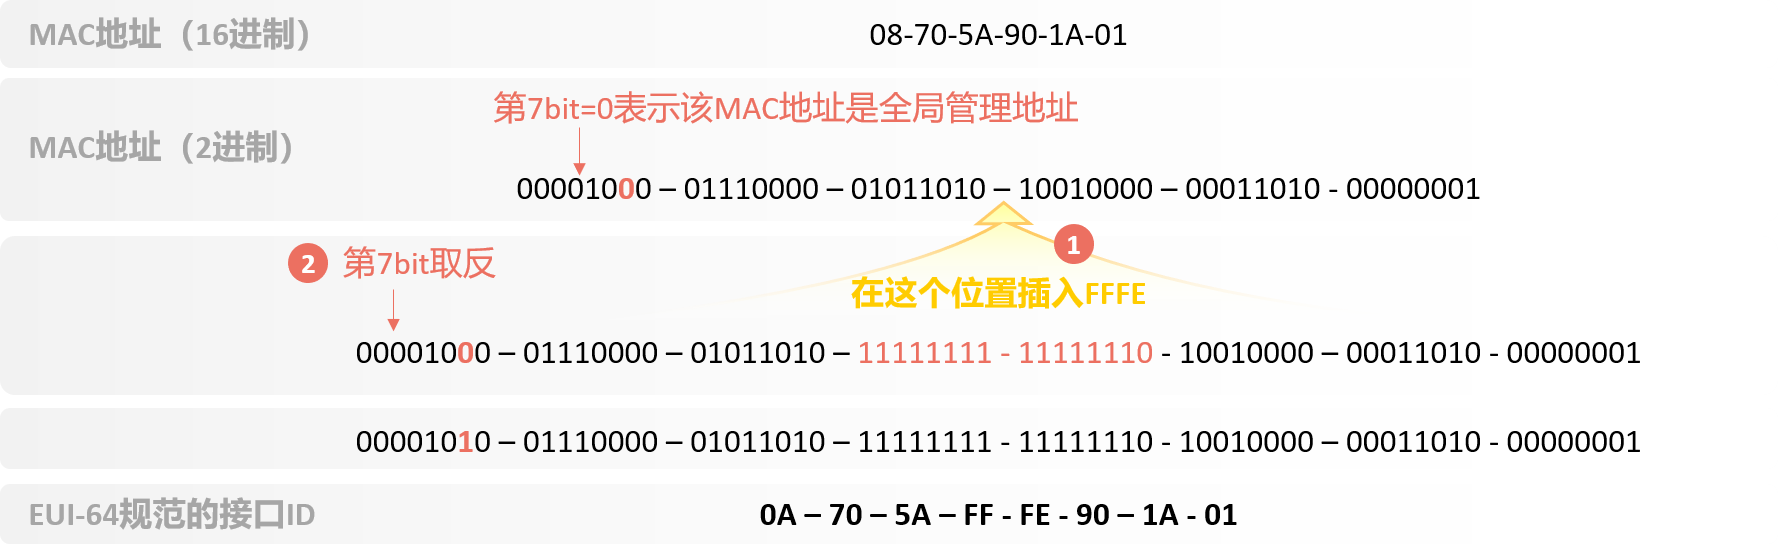 MAC地址（16进制）
08-70-5A-90-1A-01
第7bit=0表示该MAC地址是全局管理地址
MAC地址（2进制）
00001000 – 01110000 – 01011010 – 10010000 – 00011010 - 00000001
1
2 第7bit取反
在这个位置插入FFFE
00001000 – 01110000 – 01011010 – 11111111 - 11111110 - 10010000 – 00011010 - 00000001
00001010 – 01110000 – 01011010 – 11111111 - 11111110 - 10010000 – 00011010 - 00000001
EUI-64规范的接口ID
0A – 70 – 5A – FF - FE - 90 – 1A - 01